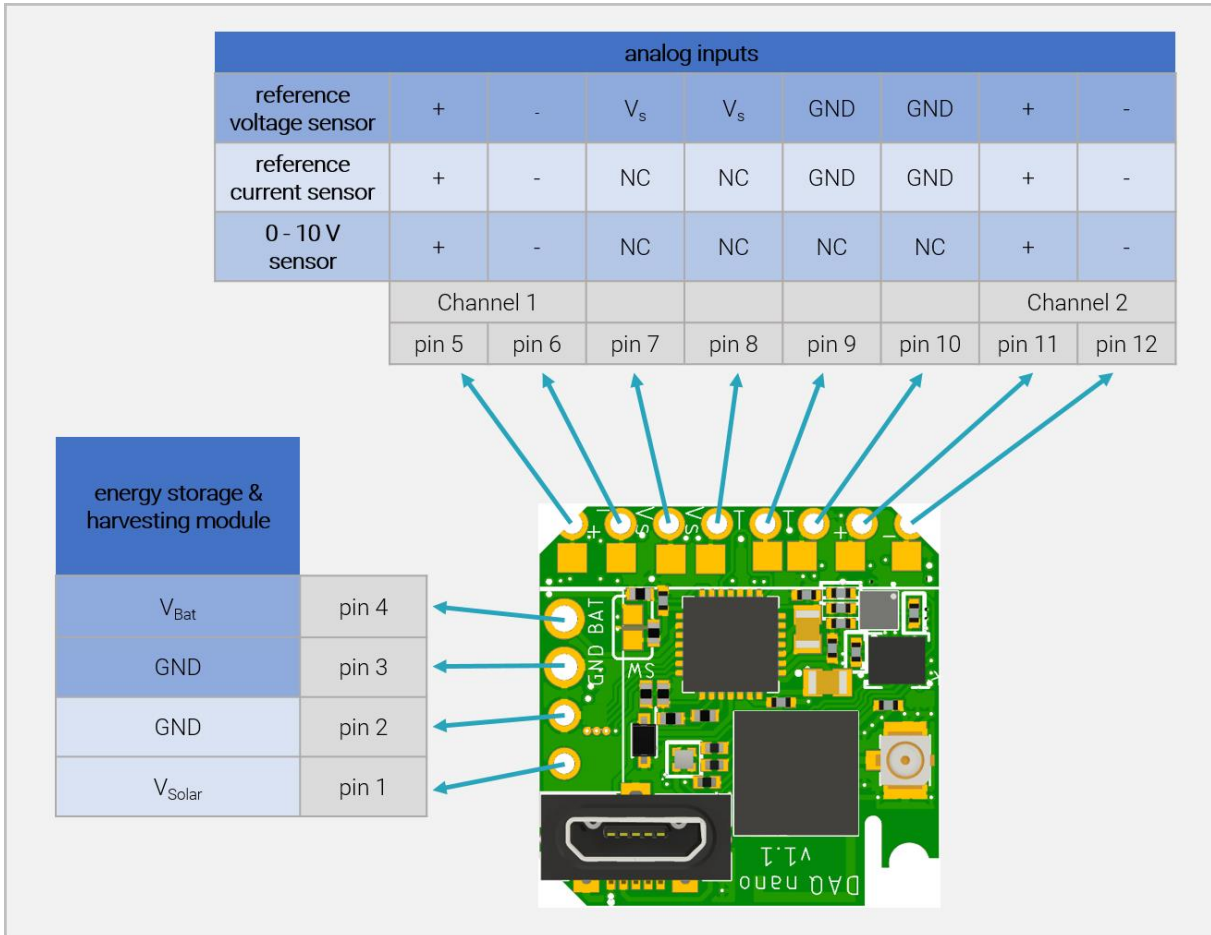 analog inputs
reference
voltage sensor
+ - Vs Vs GND GND + -
reference
current sensor
+ - NC NC GND GND + -
0 - 10 V
sensor
+ - NC NC NC NC + -
Channel 1 Channel 2
pin 5 pin 6 pin 7 pin 8 pin 9 pin 10 pin 11 pin 12
energy storage &
harvesting module
VBat pin 4
GND pin 3
GND pin 2
VSolar pin 1
+ - Vs Vs ⊥ ⊥ + -
GND BAT
SW
DAQ nano
v1.1